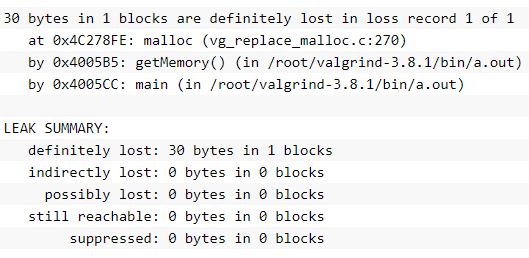 30 bytes in 1 blocks are definitely lost in loss record 1 of 1
   at 0x4C278FE: malloc (vg_replace_malloc.c:270)
   by 0x4005B5: getMemory() (in /root/valgrind-3.8.1/bin/a.out)
   by 0x4005CC: main (in /root/valgrind-3.8.1/bin/a.out)

LEAK SUMMARY:
   definitely lost: 30 bytes in 1 blocks
   indirectly lost: 0 bytes in 0 blocks
     possibly lost: 0 bytes in 0 blocks
   still reachable: 0 bytes in 0 blocks
        suppressed: 0 bytes in 0 blocks